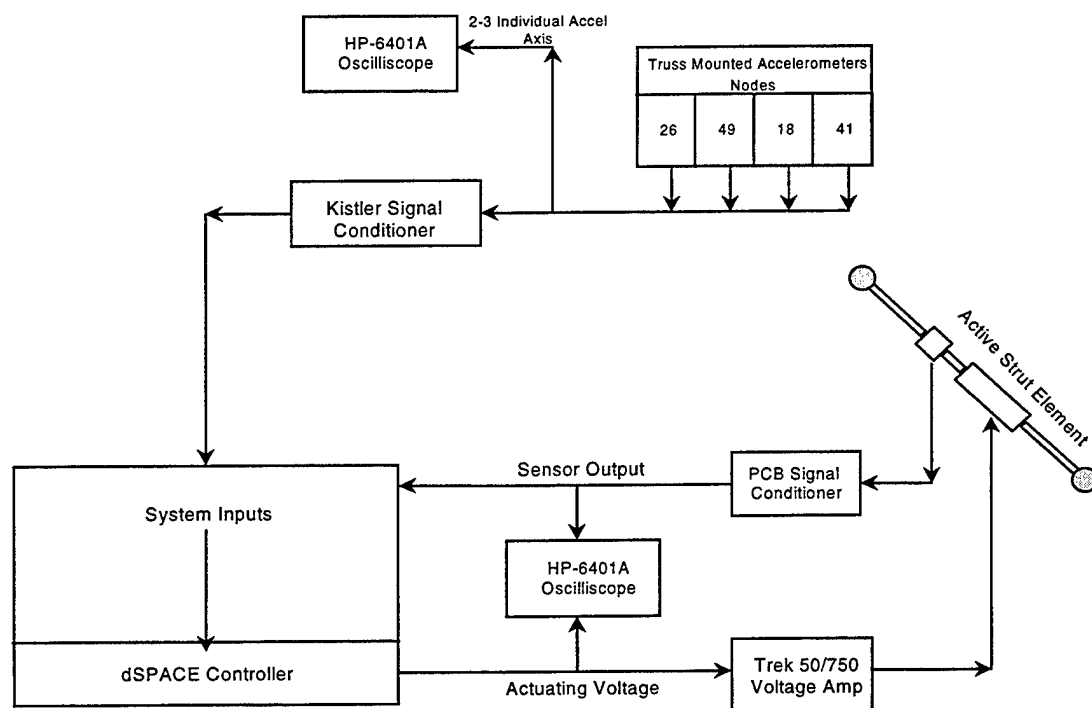 2-3 Individual Accel
Axis
HP-6401A
Oscilliscope
Truss Mounted Accelerometers
Nodes
26
49
18
41
Kistler Signal
Conditioner
Active Strut Element
System Inputs
dSPACE Controller
Sensor Output
PCB Signal
Conditioner
HP-6401A
Oscilliscope
Actuating Voltage
Trek 50/750
Voltage Amp